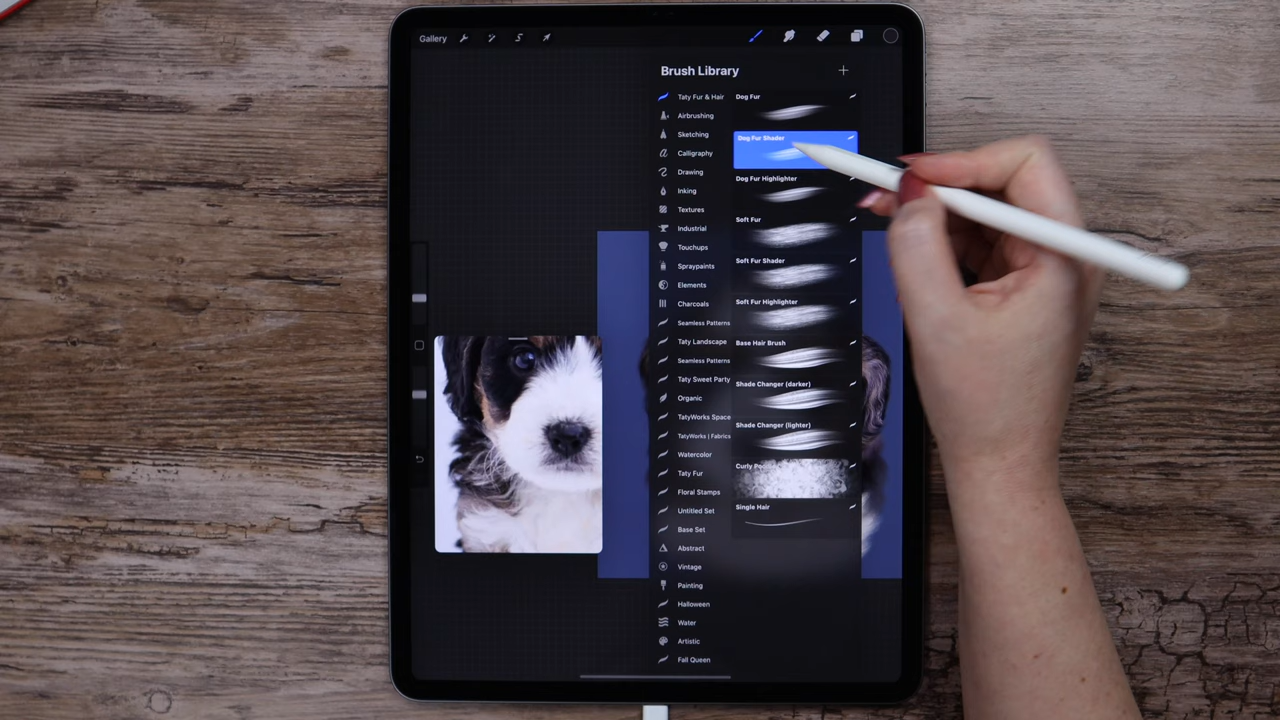 Gallery
Brush Library
Taty Fur & Hair
Airbrushing
Sketching
Calligraphy
Drawing
Inking
Textures
Industrial
Touchups
Spraypaints
Elements
Charcoals
Seamless Patterns
Taty Landscape
Seamless Patterns
Taty Sweet Party
Organic
TatyWorks Space
TatyWorks | Fabrics
Watercolor
Taty Fur
Floral Stamps
Untitled Set
Base Set
Abstract
Vintage
Painting
Halloween
Water
Artistic
Fall Queen
Dog Fur
Dog Fur Shader
Dog Fur Highlighter
Soft Fur
Soft Fur Shader
Soft Fur Highlighter
Base Hair Brush
Shade Changer (darker)
Shade Changer (lighter)
Curly
Single Hair